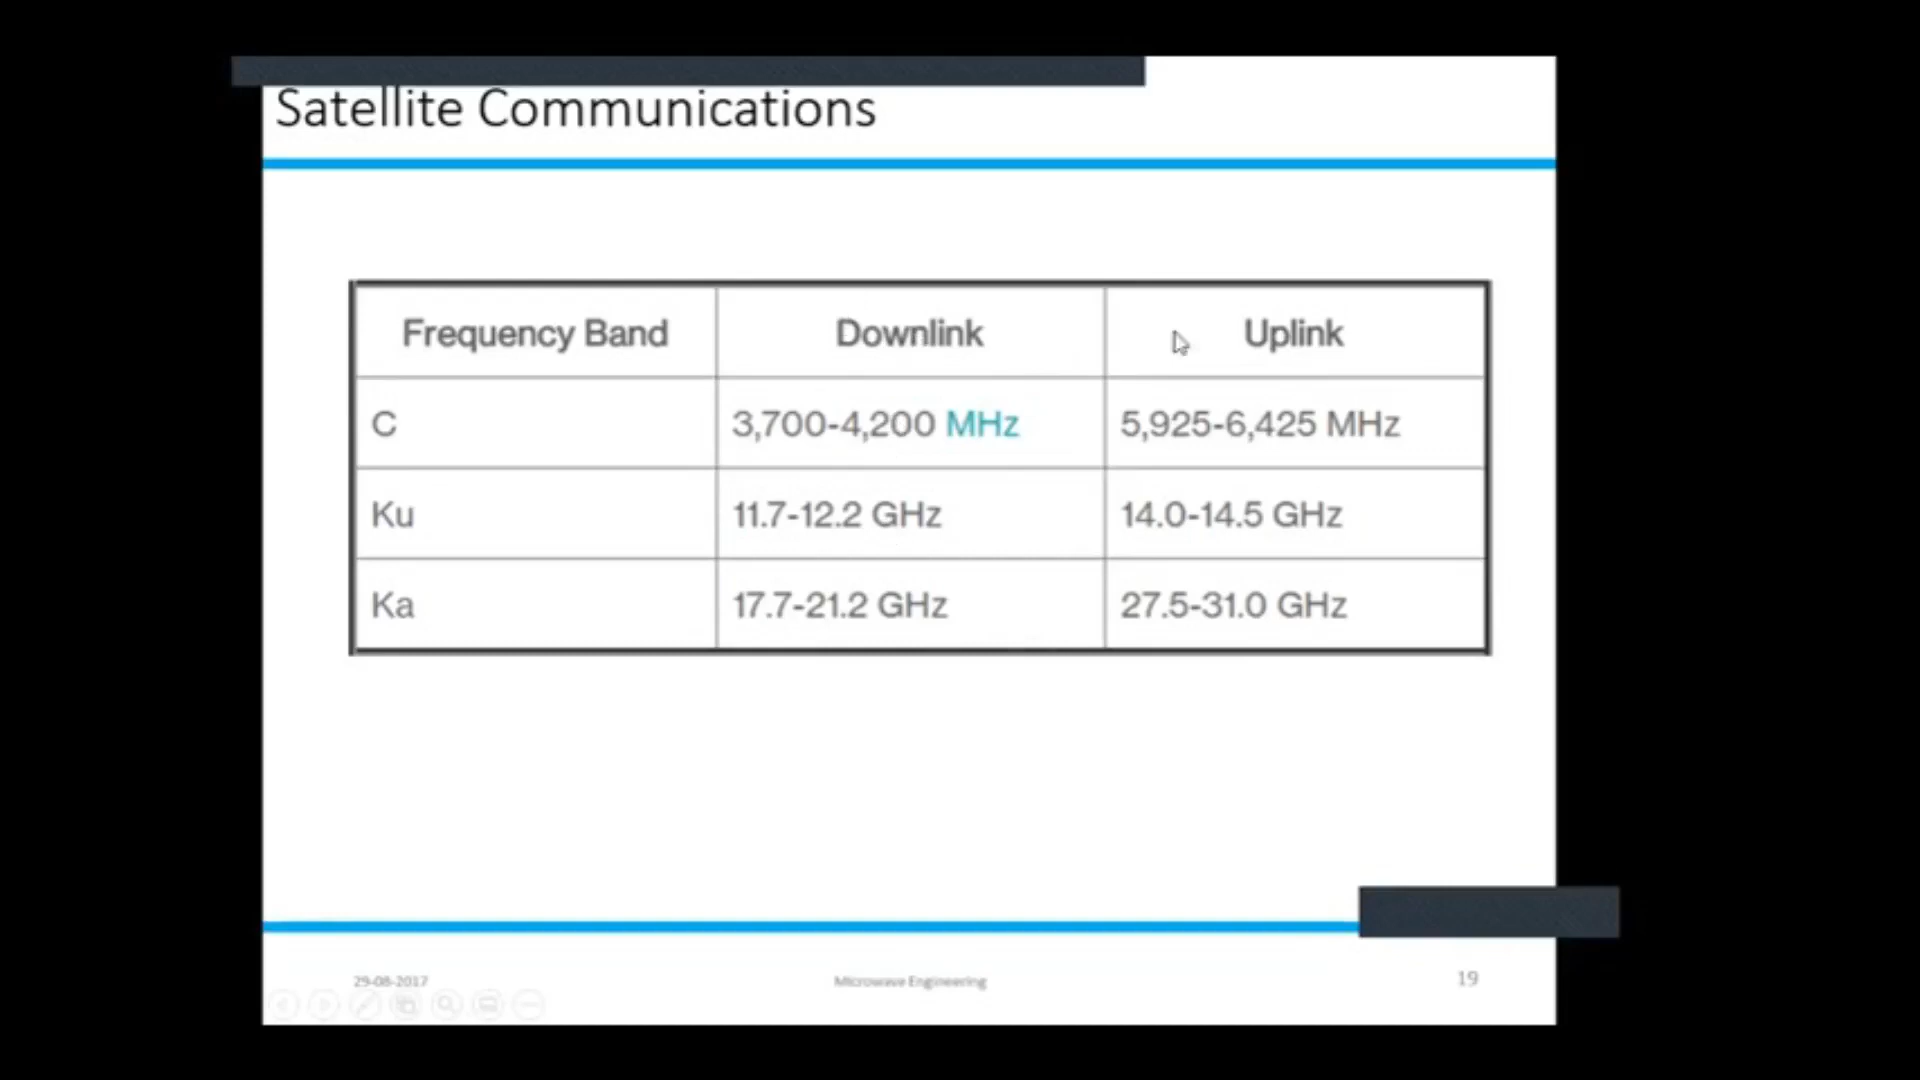 Satellite Communications
Frequency Band Downlink Uplink
C 3,700-4,200 MHz 5,925-6,425 MHz
Ku 11.7-12.2 GHz 14.0-14.5 GHz
Ka 17.7-21.2 GHz 27.5-31.0 GHz
29-08-2017 Microwave Engineering 19